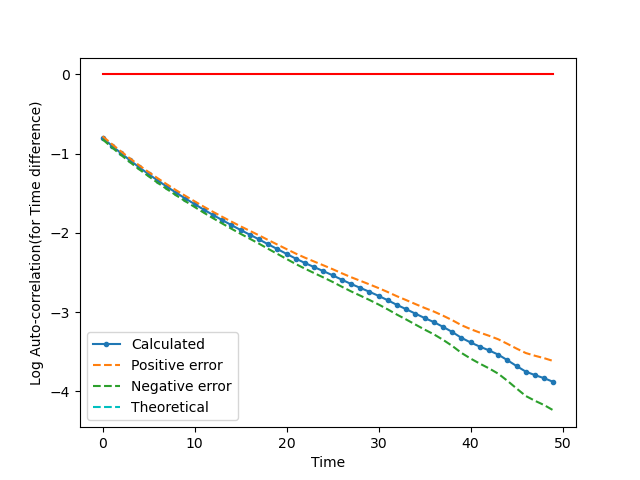 0
−1
−2
−3
−4
Log Auto-correlation(for Time difference)
Calculated
Positive error
Negative error
Theoretical
0 10 20 30 40 50
Time